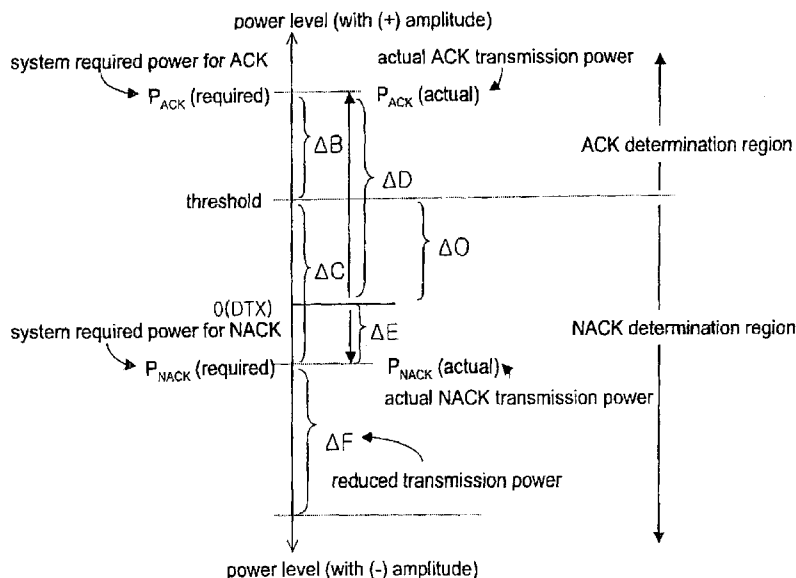 power level (with (+) amplitude)
system required power for ACK
actual ACK transmission power
P_ACK (required)
P_ACK (actual)
ΔB
ACK determination region
ΔD
threshold
ΔO
ΔC
0(DTX)
system required power for NACK
ΔE
NACK determination region
P_NACK (required)
P_NACK (actual)
actual NACK transmission power
ΔF
reduced transmission power
power level (with (-) amplitude)